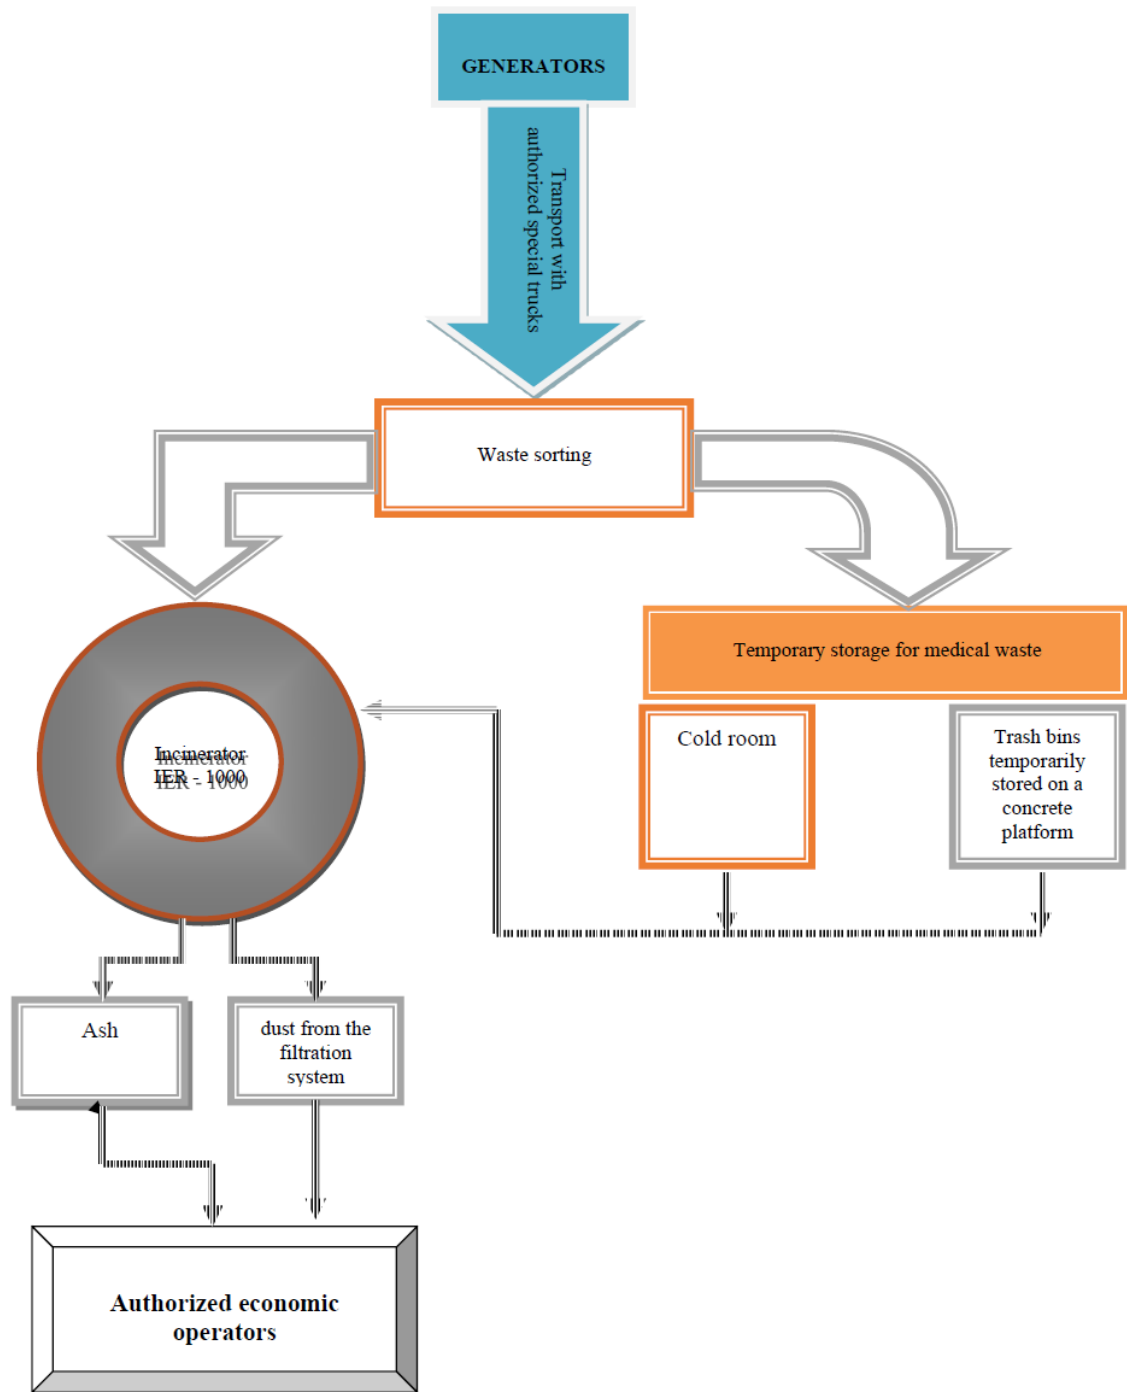 GENERATORS
Transport with
authorized special trucks
Waste sorting
Temporary storage for medical waste
Incinerator
IER - 1000
Cold room
Trash bins
temporarily
stored on a
concrete
platform
Ash
dust from the
filtration
system
Authorized economic
operators